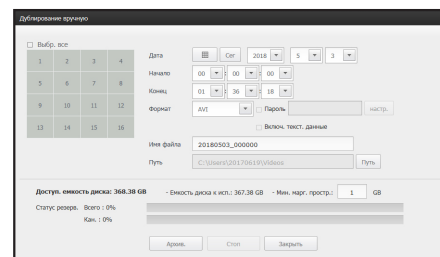 Дублирование вручную
Выбр. все
1 2 3 4
5 6 7 8
9 10 11 12
13 14 15 16
Дата Сег 2018 5 3
Начало 00 : 00 : 00
Конец 01 : 36 : 18
Формат AVI Пароль настр.
Включ. текст. данные
Имя файла 20180503_000000
Путь C:\Users\20170619\Videos Путь
Доступ. емкость диска: 368.38 GB - Емкость диска к исп.: 367.38 GB - Мин. марг. простр.: 1 GB
Статус резерв. Всего : 0%
Кан. : 0%
Архив. Стоп Закрыть